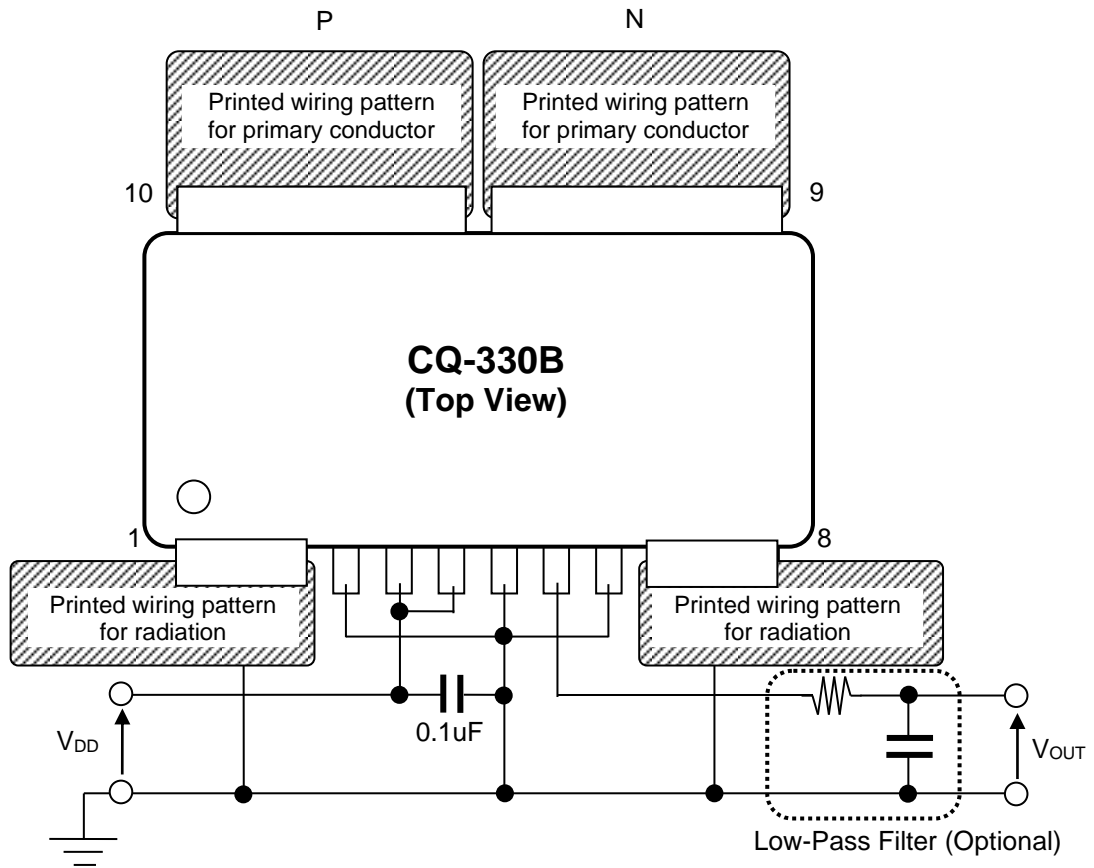 P
N
Printed wiring pattern
for primary conductor
Printed wiring pattern
for primary conductor
10
9
CQ-330B
(Top View)
1
8
Printed wiring pattern
for radiation
Printed wiring pattern
for radiation
0.1uF
VDD
VOUT
Low-Pass Filter (Optional)